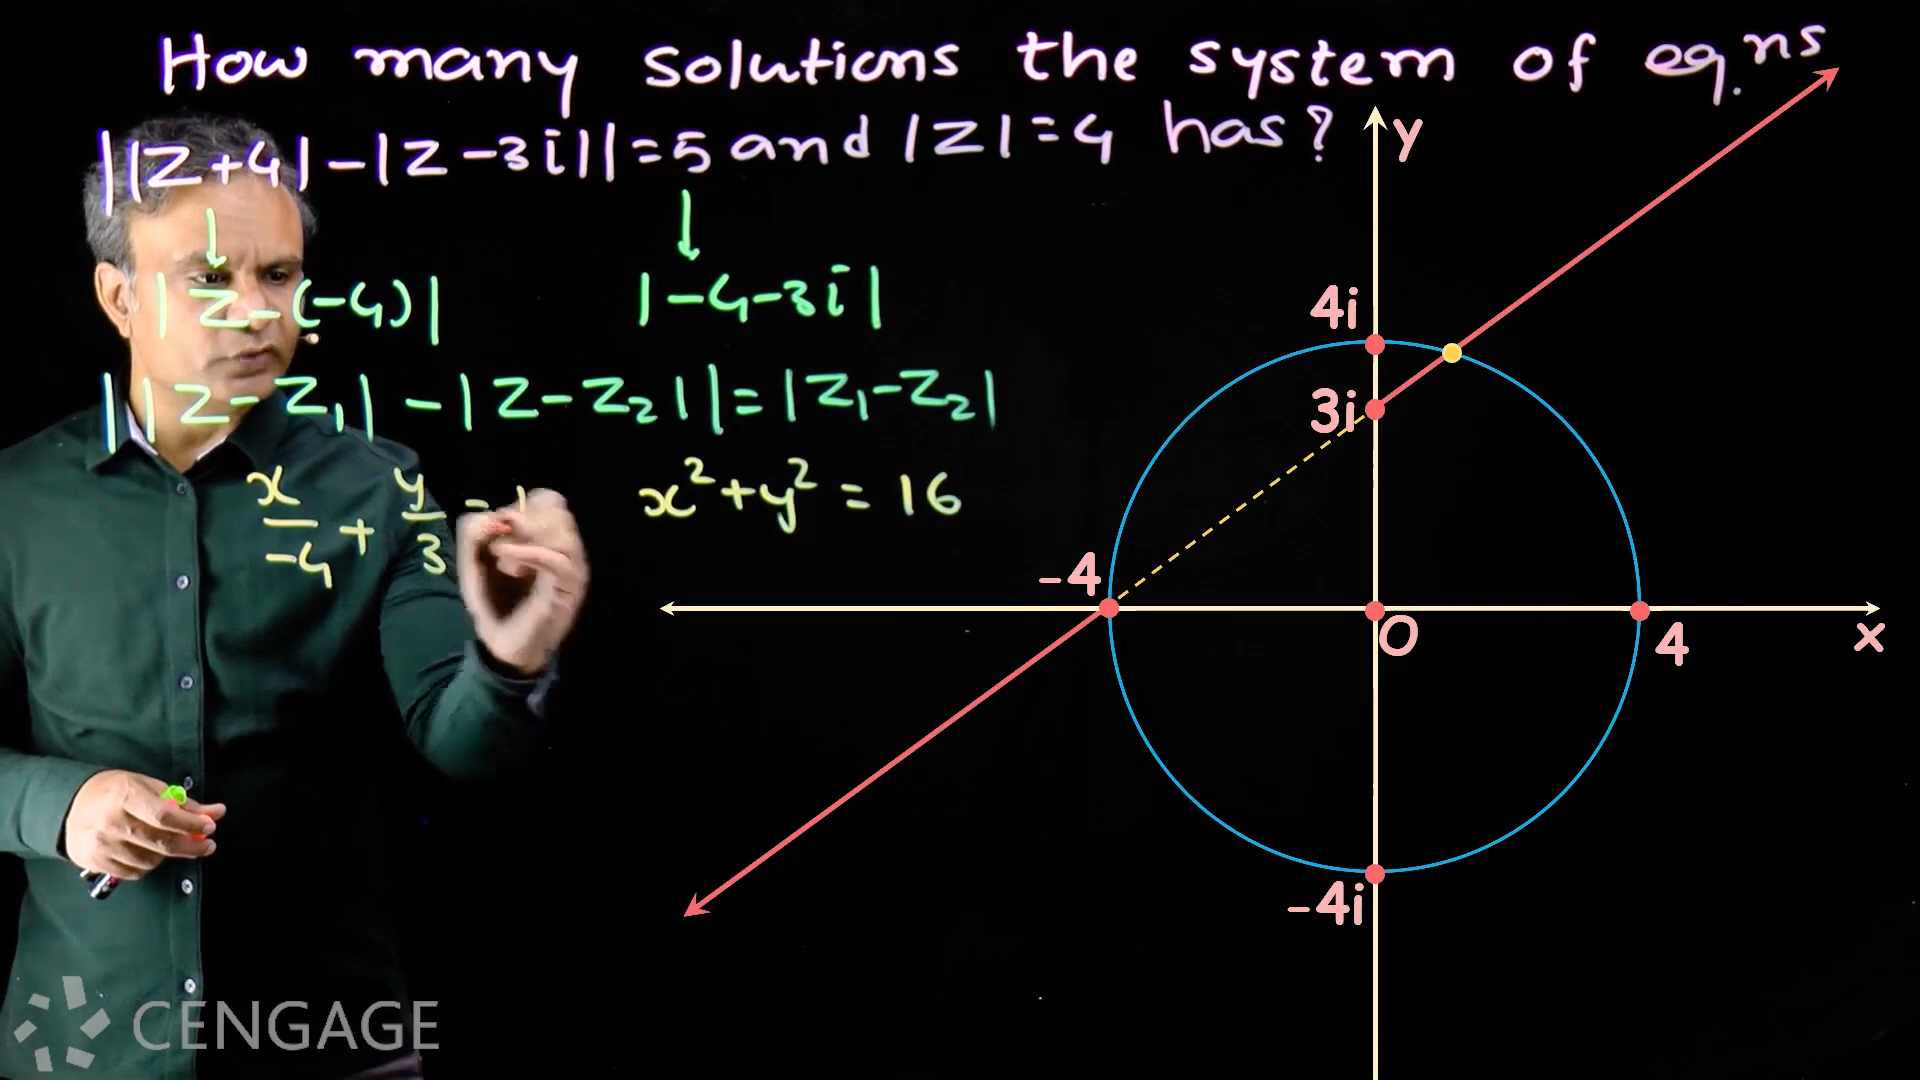 How many solutions the system of eq.ns
||z+4|-|z-3i||=5 and |z|=4 has?
|z-(-4)| |-4-3i|
||z-z₁|-|z-z₂||=|z₁-z₂|
x/-4 + y/3 = 1 x²+y² = 16
y
4i
3i
-4
O
4
x
-4i
CENGAGE